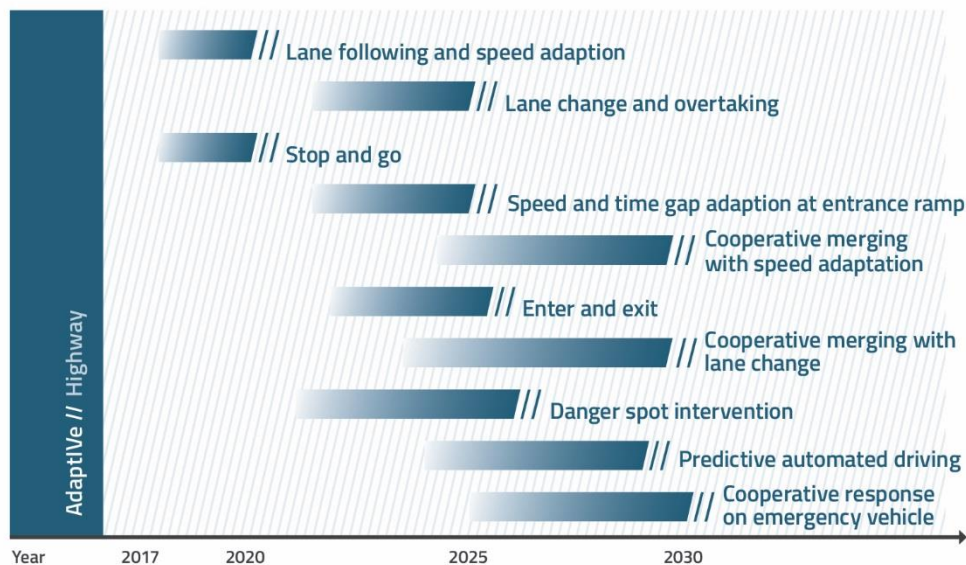 Lane following and speed adaption
Lane change and overtaking
Stop and go
Speed and time gap adaption at entrance ramp
Cooperative merging
with speed adaptation
Enter and exit
Cooperative merging with
lane change
Danger spot intervention
Predictive automated driving
Cooperative response
on emergency vehicle
AdaptIVe // Highway
Year 2017 2020 2025 2030